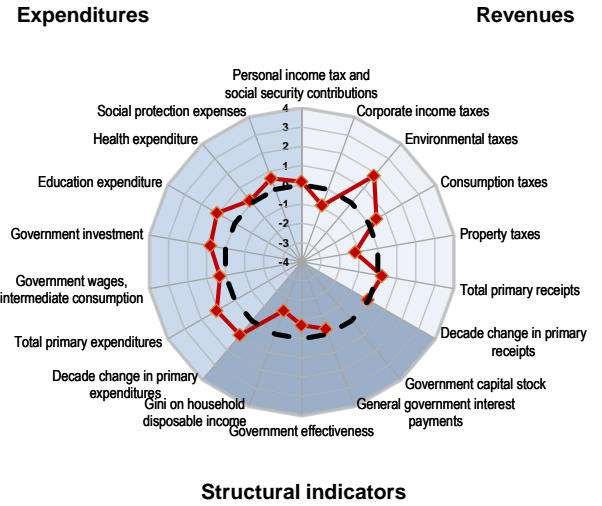 Expenditures
Revenues
Personal income tax and
social security contributions
Corporate income taxes
Environmental taxes
Consumption taxes
Property taxes
Total primary receipts
Decade change in primary
receipts
Government capital stock
General government interest
payments
Government effectiveness
Gini on household
disposable income
Decade change in primary
expenditures
Total primary expenditures
Government wages,
intermediate consumption
Government investment
Education expenditure
Health expenditure
Social protection expenses
4
3
2
1
-1
-2
-3
-4
Structural indicators